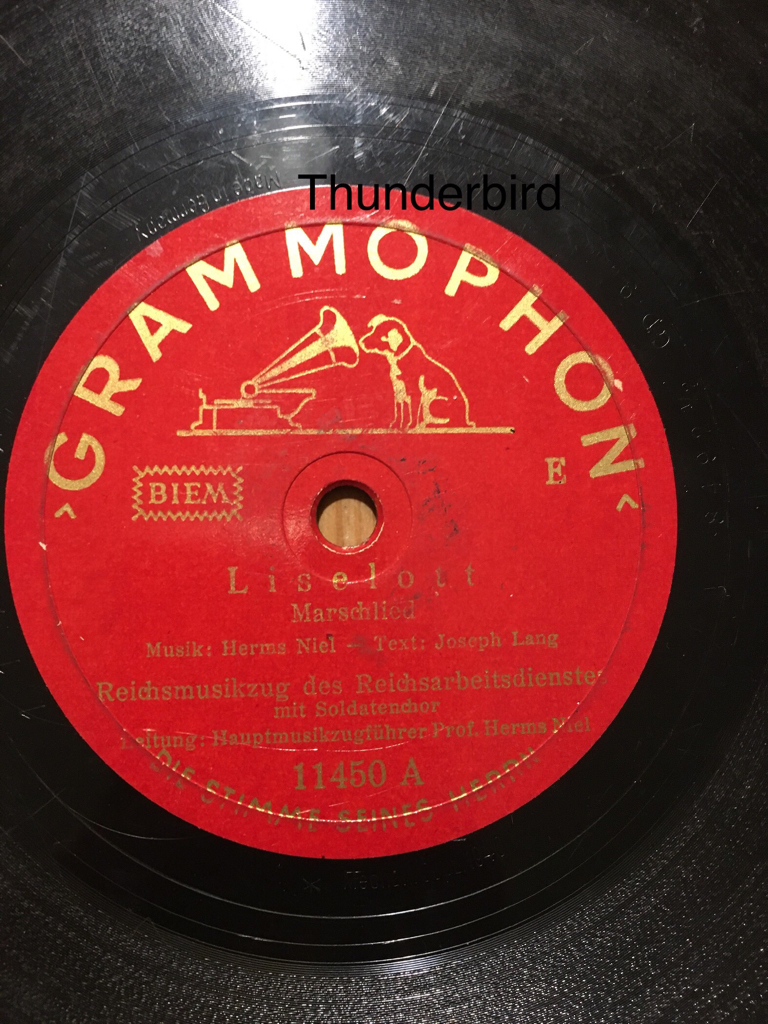 Thunderbird
GRAMMOPHON
BIEM
E
Liselott
Marschlied
Musik: Herms Niel — Text: Joseph Lang
Reichsmusikzug des Reichsarbeitsdienstes
mit Soldatenchor
Leitung: Hauptmusikzugführer Prof. Herms Niel
11450 A
DIE STIMME SEINES HERRN